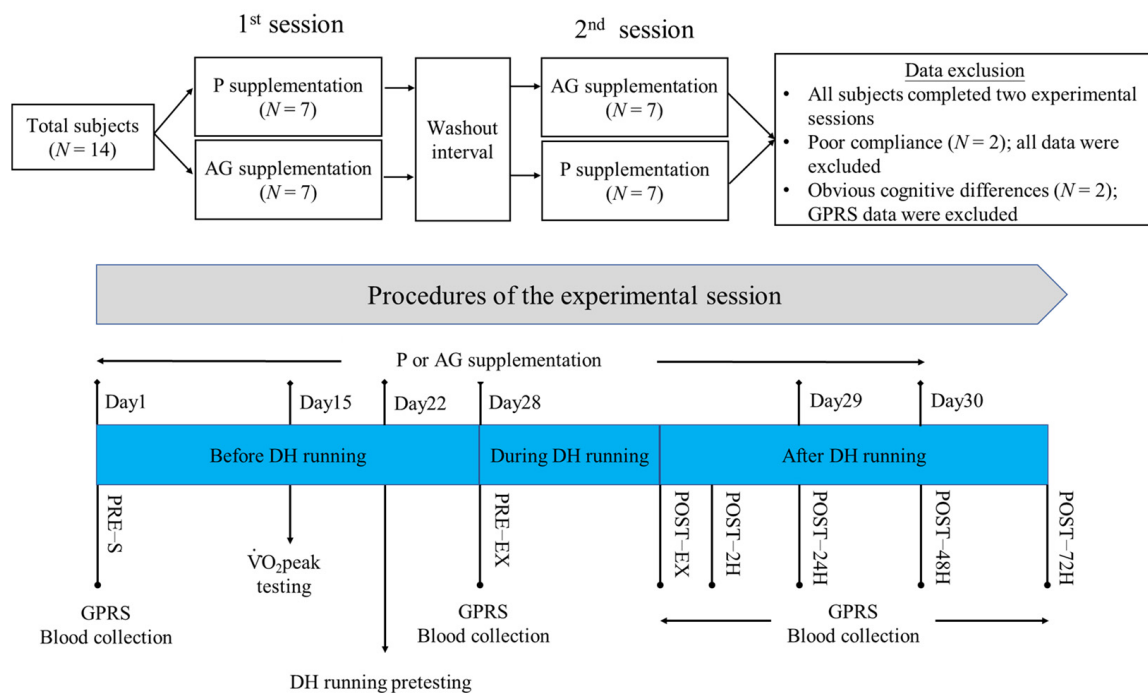 1st session
2nd session
Total subjects
(N = 14)
P supplementation
(N = 7)
AG supplementation
(N = 7)
Washout
interval
AG supplementation
(N = 7)
P supplementation
(N = 7)
Data exclusion
• All subjects completed two experimental
sessions
• Poor compliance (N = 2); all data were
excluded
• Obvious cognitive differences (N = 2);
GPRS data were excluded
Procedures of the experimental session
P or AG supplementation
Day1
Day15
Day22
Day28
Day29
Day30
Before DH running
During DH running
After DH running
PRE–S
PRE–EX
POST–EX
POST–2H
POST–24H
POST–48H
POST–72H
V̇O₂peak
testing
GPRS
Blood collection
GPRS
Blood collection
GPRS
Blood collection
DH running pretesting